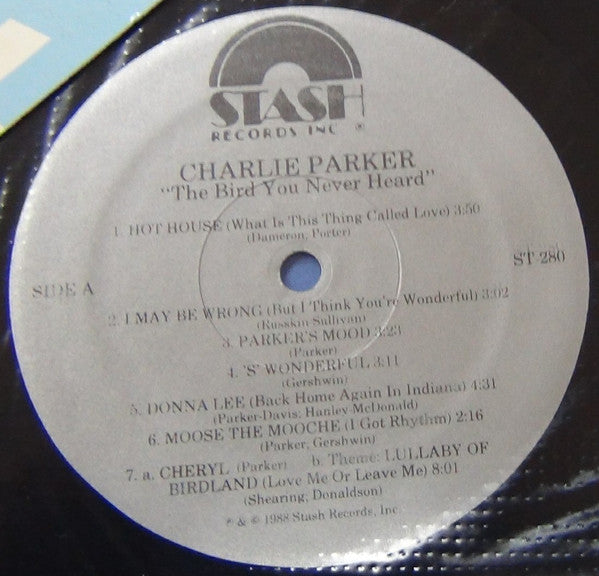 STASH
RECORDS INC ®
CHARLIE PARKER
"The Bird You Never Heard"
1. HOT HOUSE (What Is This Thing Called Love) 3:50
(Dameron, Porter)
ST-280
SIDE A
2. I MAY BE WRONG (But I Think You're Wonderful) 3:02
(Russkin-Sullivan)
3. PARKER'S MOOD 3:23
(Parker)
4. 'S' WONDERFUL 3:11
(Gershwin)
5. DONNA LEE (Back Home Again In Indiana) 4:31
(Parker-Davis; Hanley-McDonald)
6. MOOSE THE MOOCHE (I Got Rhythm) 2:16
(Parker, Gershwin)
7. a. CHERYL (Parker) b. Theme: LULLABY OF
BIRDLAND (Love Me Or Leave Me) 8:01
(Shearing, Donaldson)
℗ & © 1988 Stash Records, Inc.